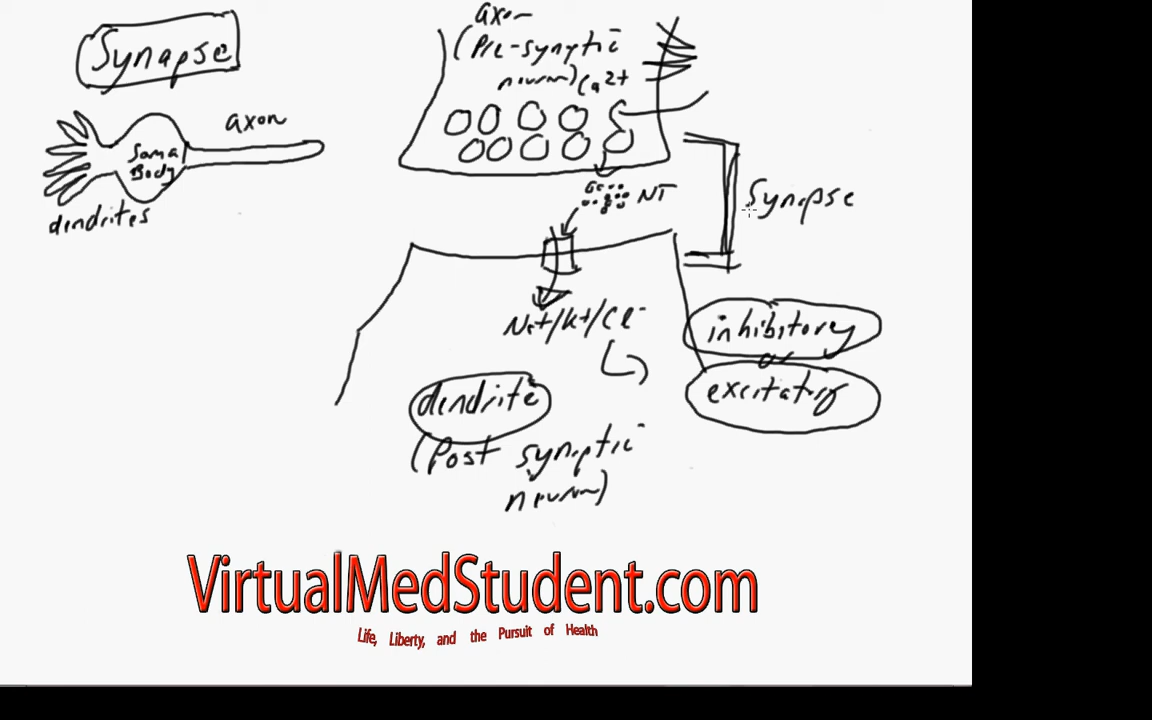 Synapse
axon
Soma
Body
dendrites
axon
(Pre-synaptic
neuron)
Ca2+
NT
Synapse
Na+/K+/Cl-
inhibitory
or
excitatory
dendrite
(Post synaptic
neuron)
VirtualMedStudent.com
Life, Liberty, and the Pursuit of Health